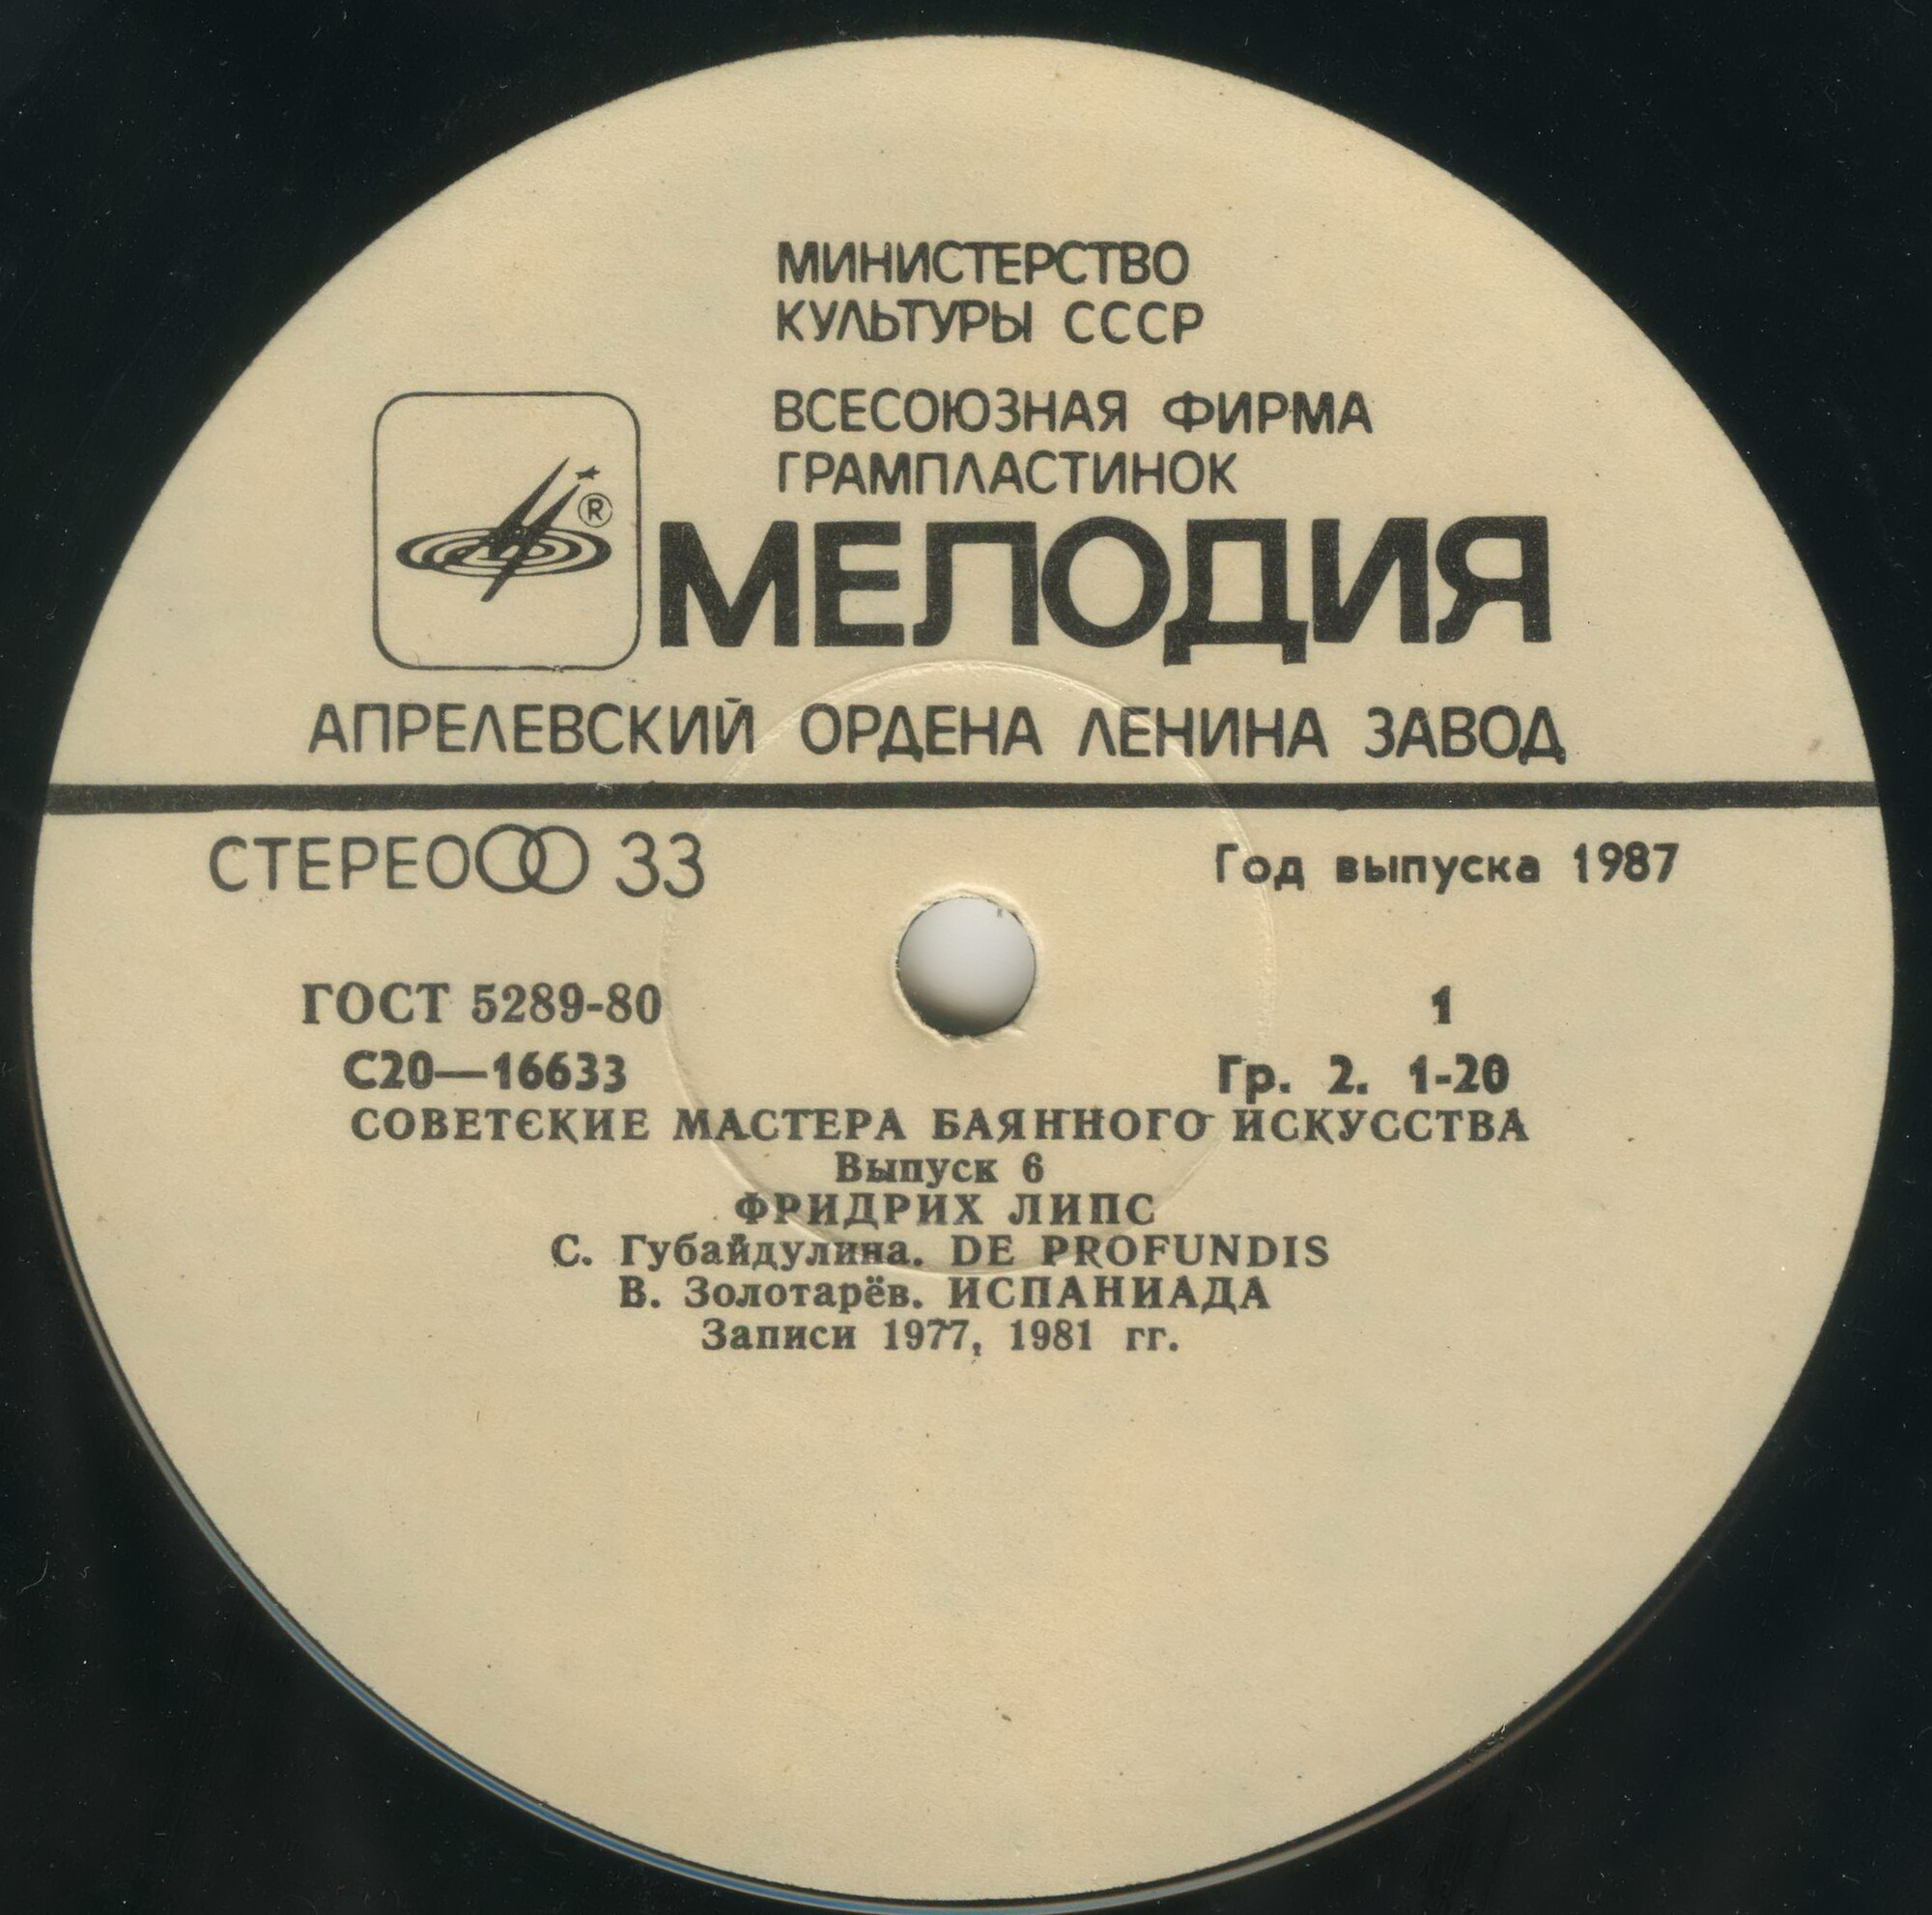 МИНИСТЕРСТВО
КУЛЬТУРЫ СССР
ВСЕСОЮЗНАЯ ФИРМА
ГРАМПЛАСТИНОК
®
МЕЛОДИЯ
АПРЕЛЕВСКИЙ ОРДЕНА ЛЕНИНА ЗАВОД
СТЕРЕО 33
Год выпуска 1987
ГОСТ 5289-80
1
С20—16633
Гр. 2. 1-20
СОВЕТСКИЕ МАСТЕРА БАЯННОГО ИСКУССТВА
Выпуск 6
ФРИДРИХ ЛИПС
С. Губайдулина. DE PROFUNDIS
В. Золотарёв. ИСПАНИАДА
Записи 1977, 1981 гг.